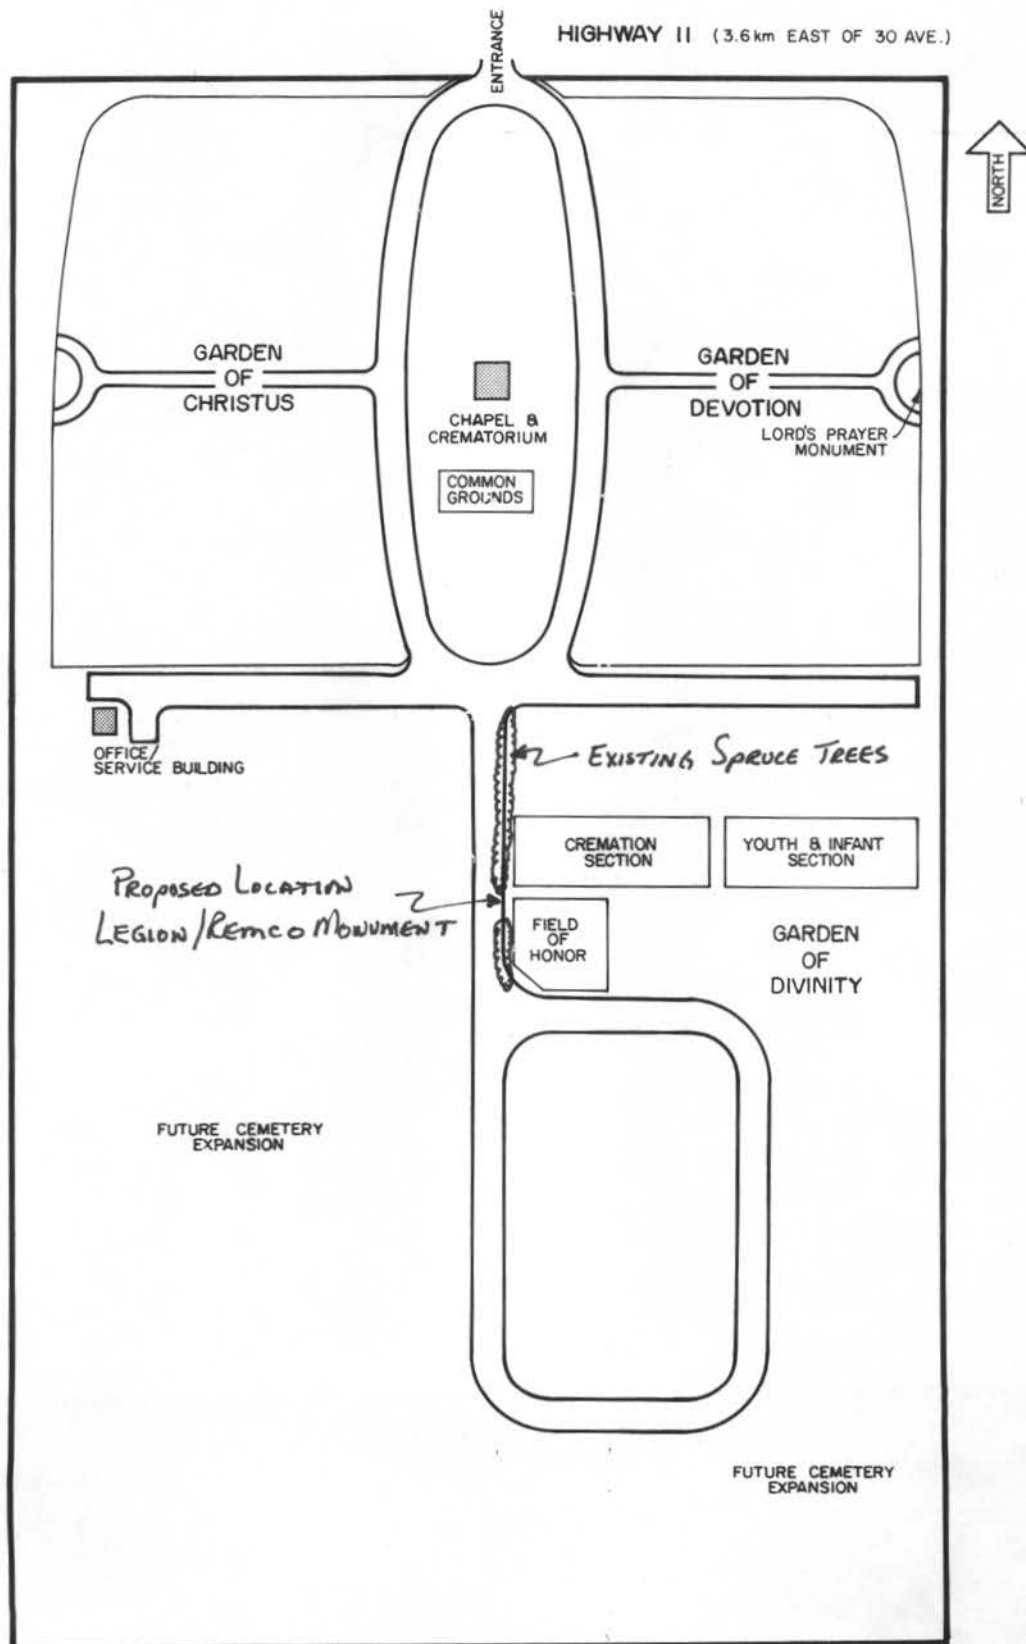 HIGHWAY 11 (3.6km EAST OF 30 AVE.)
ENTRANCE
NORTH
GARDEN
OF
CHRISTUS
CHAPEL &
CREMATORIUM
COMMON
GROUNDS
GARDEN
OF
DEVOTION
LORD'S PRAYER
MONUMENT
OFFICE/
SERVICE BUILDING
EXISTING SPRUCE TREES
CREMATION
SECTION
YOUTH & INFANT
SECTION
PROPOSED LOCATION
LEGION/REMCO MONUMENT
FIELD
OF
HONOR
GARDEN
OF
DIVINITY
FUTURE CEMETERY
EXPANSION
FUTURE CEMETERY
EXPANSION